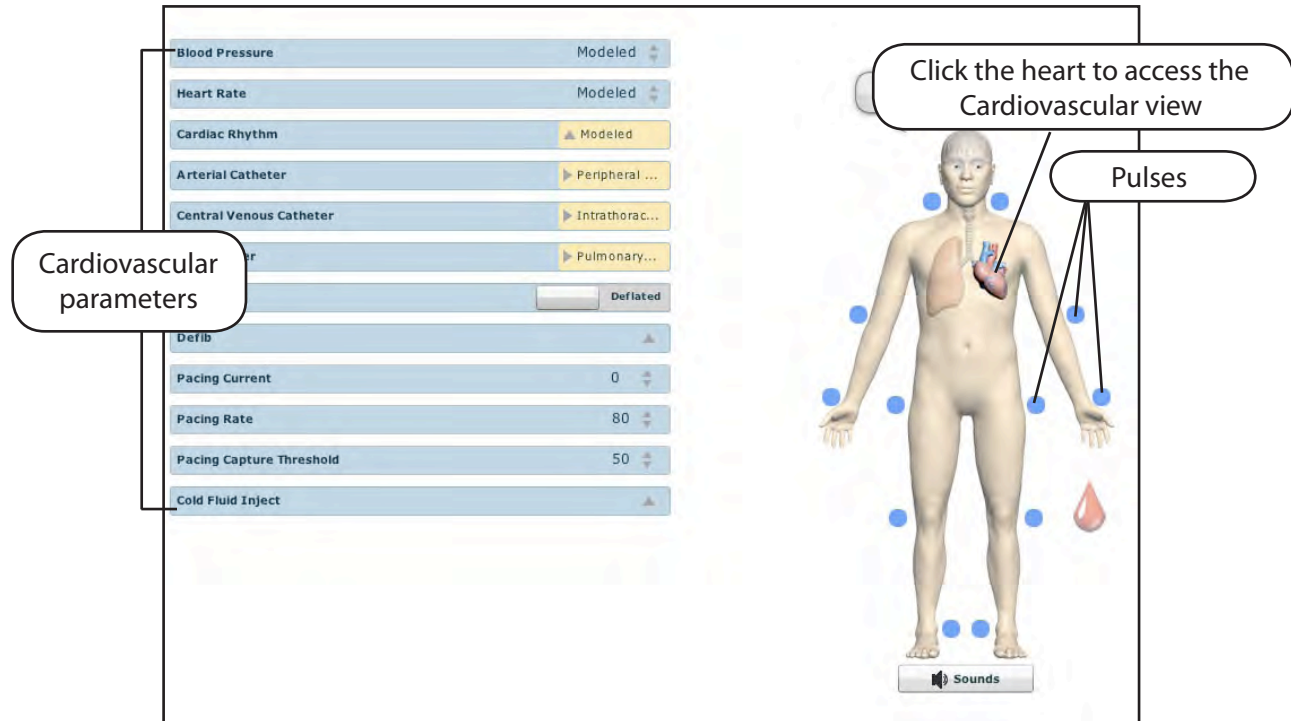 Blood Pressure Modeled
Heart Rate Modeled
Cardiac Rhythm Modeled
Arterial Catheter Peripheral ...
Central Venous Catheter Intrathorac...
Pulmonary...
Deflated
Defib
Pacing Current 0
Pacing Rate 80
Pacing Capture Threshold 50
Cold Fluid Inject
Cardiovascular
parameters
Click the heart to access the
Cardiovascular view
Pulses
Sounds